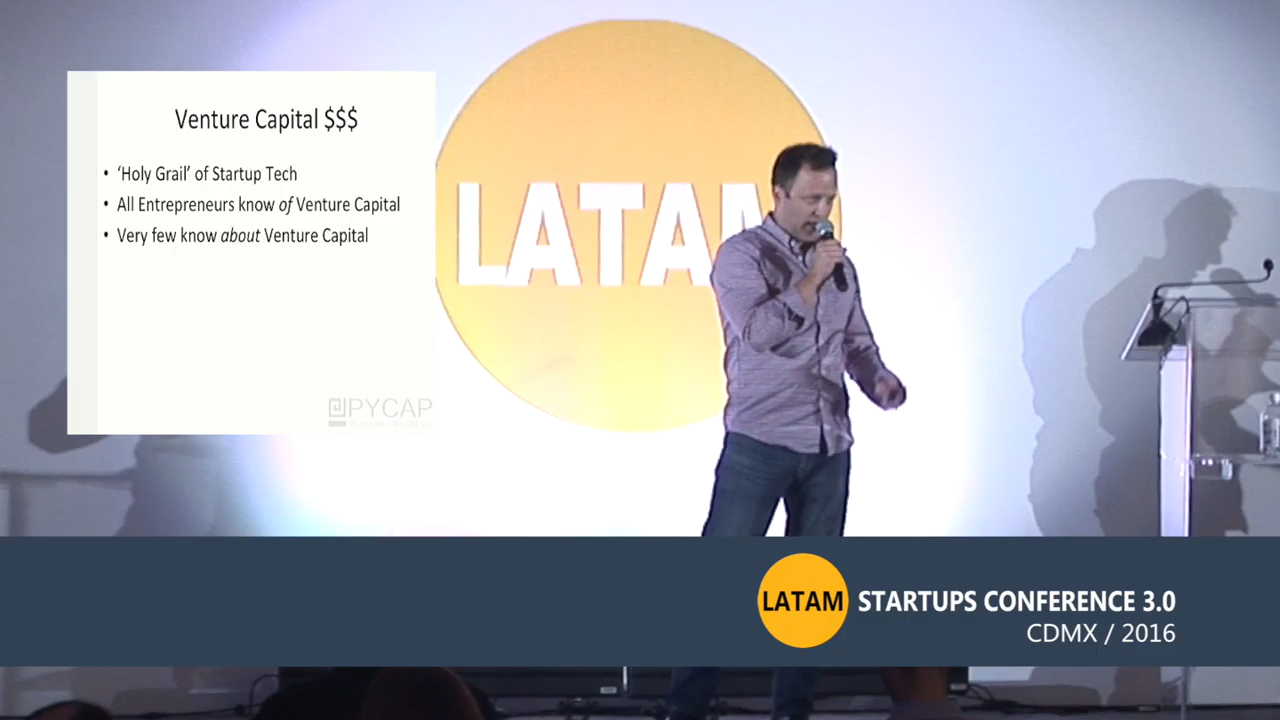 Venture Capital $$$
• ‘Holy Grail’ of Startup Tech
• All Entrepreneurs know of Venture Capital
• Very few know about Venture Capital
PYCAP
LATAM
LATAM STARTUPS CONFERENCE 3.0
CDMX / 2016